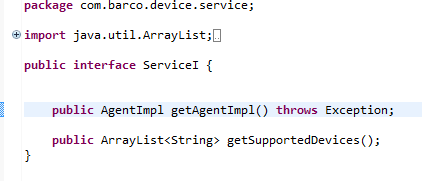 package com.barco.device.service;
import java.util.ArrayList;
public interface ServiceI {
public AgentImpl getAgentImpl() throws Exception;
public ArrayList<String> getSupportedDevices();
}